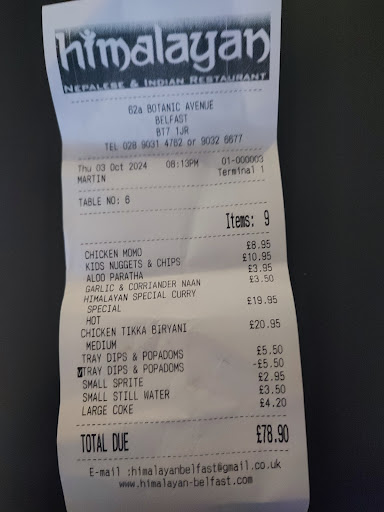 himalayan
NEPALESE & INDIAN RESTAURANT
62a BOTANIC AVENUE
BELFAST
BT7 1JR
TEL 028 9031 4782 or 9032 6677
Thu 03 Oct 2024 08:13PM 01-000003
MARTIN Terminal 1
TABLE NO: 6
Items: 9
CHICKEN MOMO £8.95
KIDS NUGGETS & CHIPS £10.95
ALOO PARATHA £3.95
GARLIC & CORRIANDER NAAN £3.50
HIMALAYAN SPECIAL CURRY £19.95
SPECIAL
HOT
CHICKEN TIKKA BIRYANI £20.95
MEDIUM
TRAY DIPS & POPADOMS £5.50
VTRAY DIPS & POPADOMS -£5.50
SMALL SPRITE £2.95
SMALL STILL WATER £3.50
LARGE COKE £4.20
TOTAL DUE £78.90
E-mail :himalayanbelfast@gmail.co.uk
www.himalayan-belfast.com